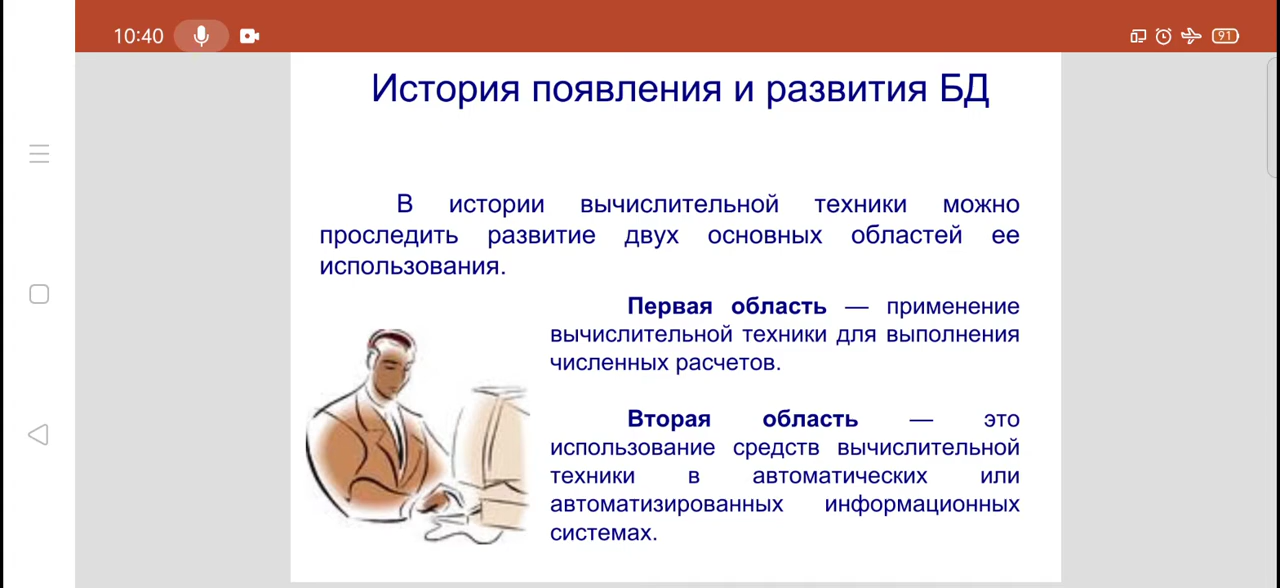 10:40
91
История появления и развития БД
В истории вычислительной техники можно
проследить развитие двух основных областей ее
использования.
Первая область — применение
вычислительной техники для выполнения
численных расчетов.
Вторая область — это
использование средств вычислительной
техники в автоматических или
автоматизированных информационных
системах.